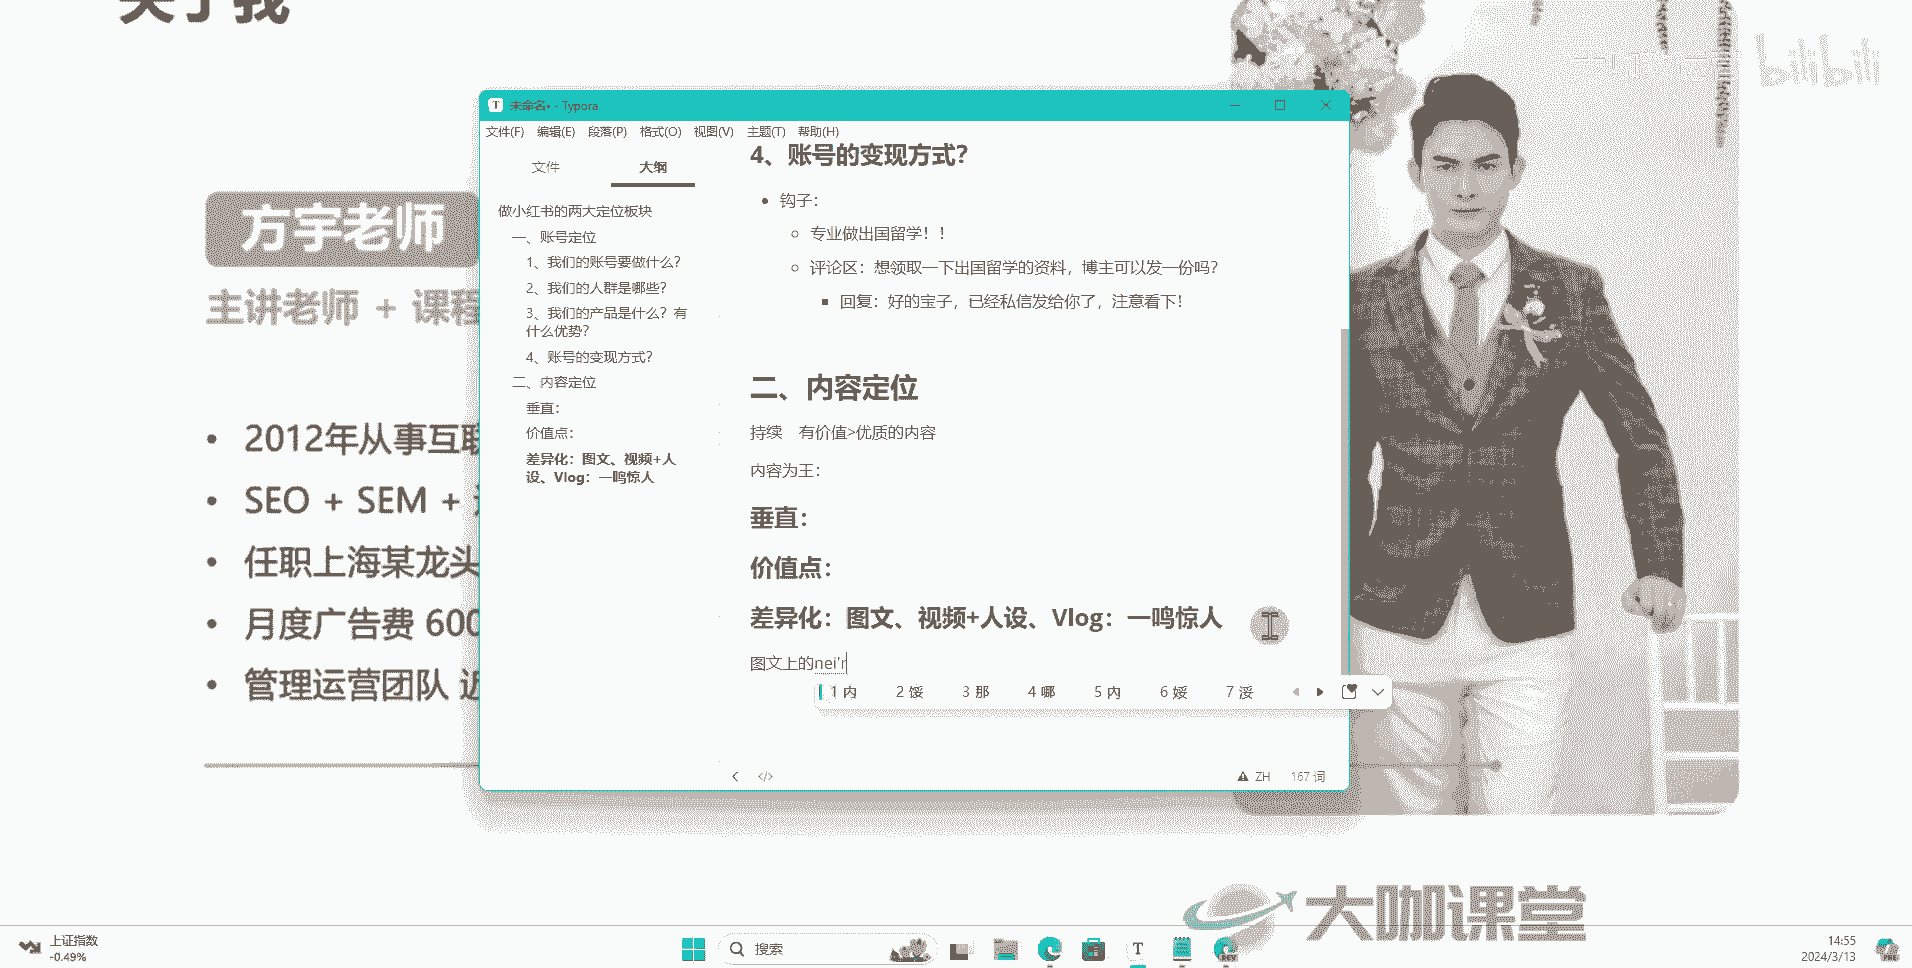 关于我
bilibili
方宇老师
主讲老师 + 课程
2012年从事互联
SEO + SEM +
任职上海某龙头
月度广告费 600
管理运营团队 近
未命名• - Typora
文件(F) 编辑(E) 段落(P) 格式(O) 视图(V) 主题(T) 帮助(H)
文件 大纲
做小红书的两大定位板块
一、账号定位
1、我们的账号要做什么？
2、我们的人群是哪些？
3、我们的产品是什么？有
什么优势？
4、账号的变现方式？
二、内容定位
垂直：
价值点：
差异化：图文、视频+人
设、Vlog：一鸣惊人
4、账号的变现方式？
钩子：
专业做出国留学！！
评论区：想领取一下出国留学的资料，博主可以发一份吗？
回复：好的宝子，已经私信发给你了，注意看下！
二、内容定位
持续 有价值>优质的内容
内容为王：
垂直：
价值点：
差异化：图文、视频+人设、Vlog：一鸣惊人
图文上的nei'r
1 内 2 馁 3 那 4 哪 5 内 6 娞 7 浽
ZH 167 词
大咖课堂
上证指数
-0.49%
搜索
DEV
14:55
2024/3/13
PRE